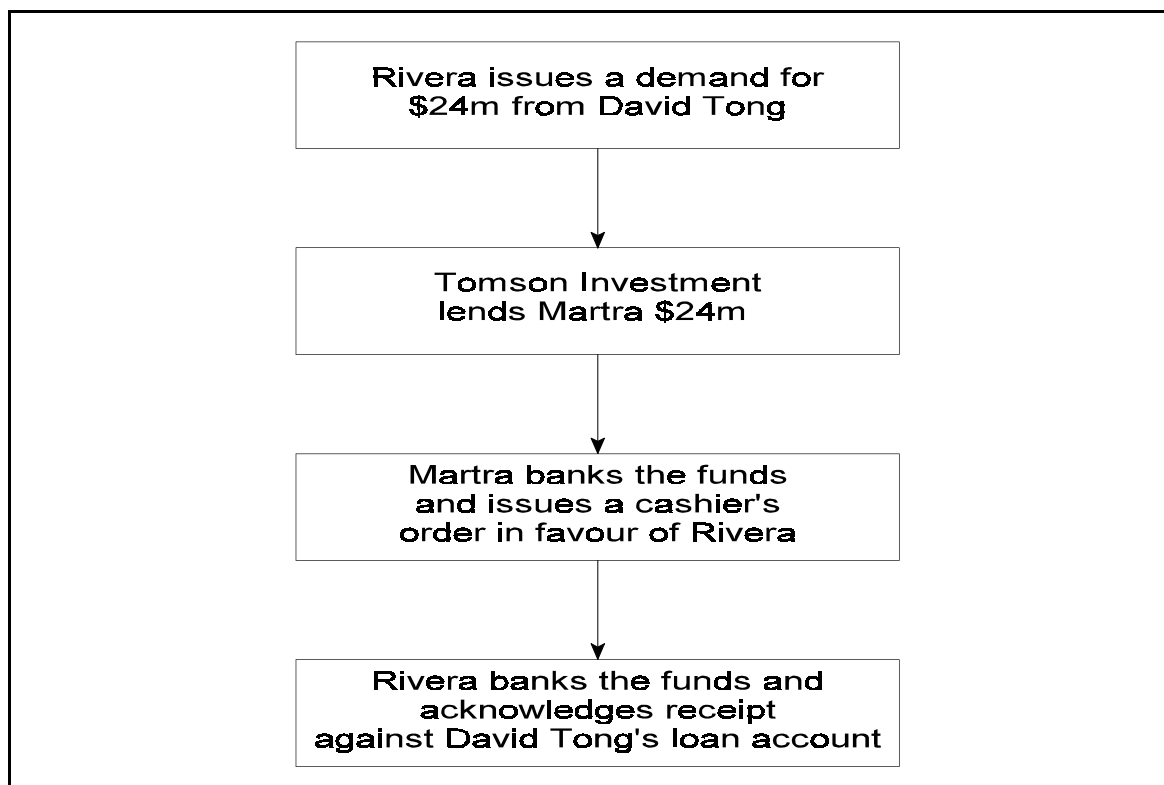 Rivera issues a demand for
$24m from David Tong
Tomson Investment
lends Martra $24m
Martra banks the funds
and issues a cashier's
order in favour of Rivera
Rivera banks the funds and
acknowledges receipt
against David Tong's loan account